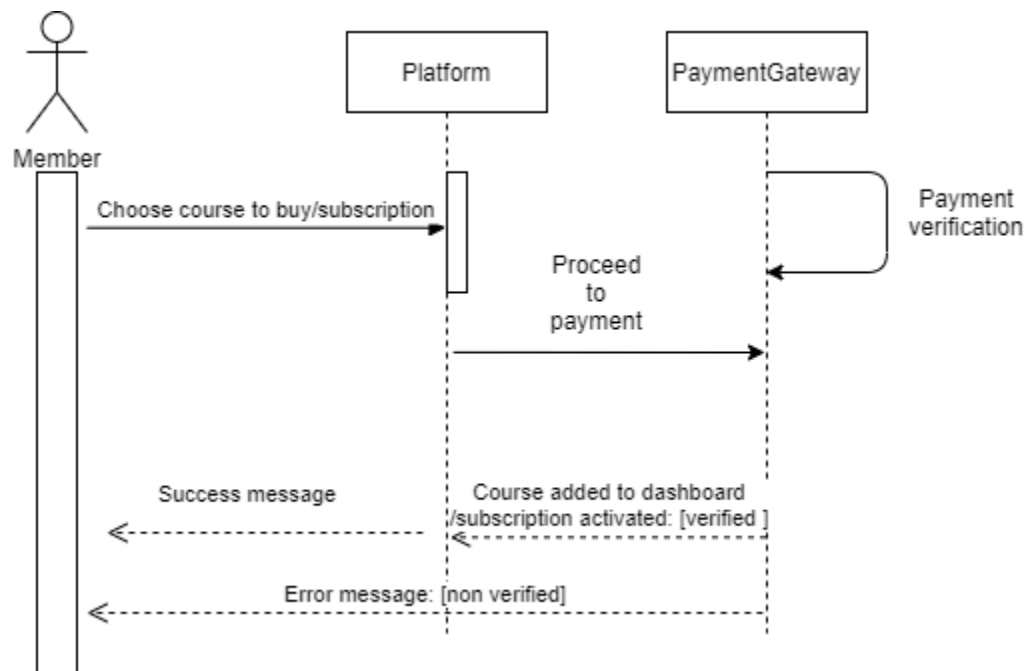 Platform
PaymentGateway
Member
Choose course to buy/subscription
Payment
verification
Proceed
to
payment
Success message
Course added to dashboard
/subscription activated: [verified ]
Error message: [non verified]